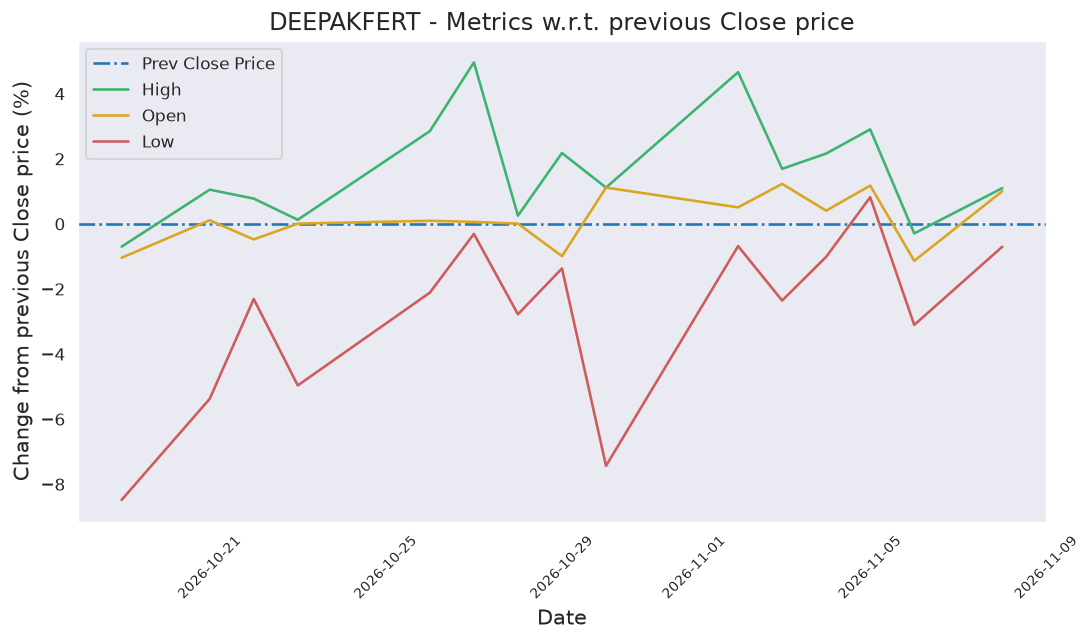 DEEPAKFERT - Metrics w.r.t. previous Close price
Prev Close Price
High
Open
Low
Change from previous Close price (%)
4
2
0
−2
−4
−6
−8
2026-10-21
2026-10-25
2026-10-29
2026-11-01
2026-11-05
2026-11-09
Date